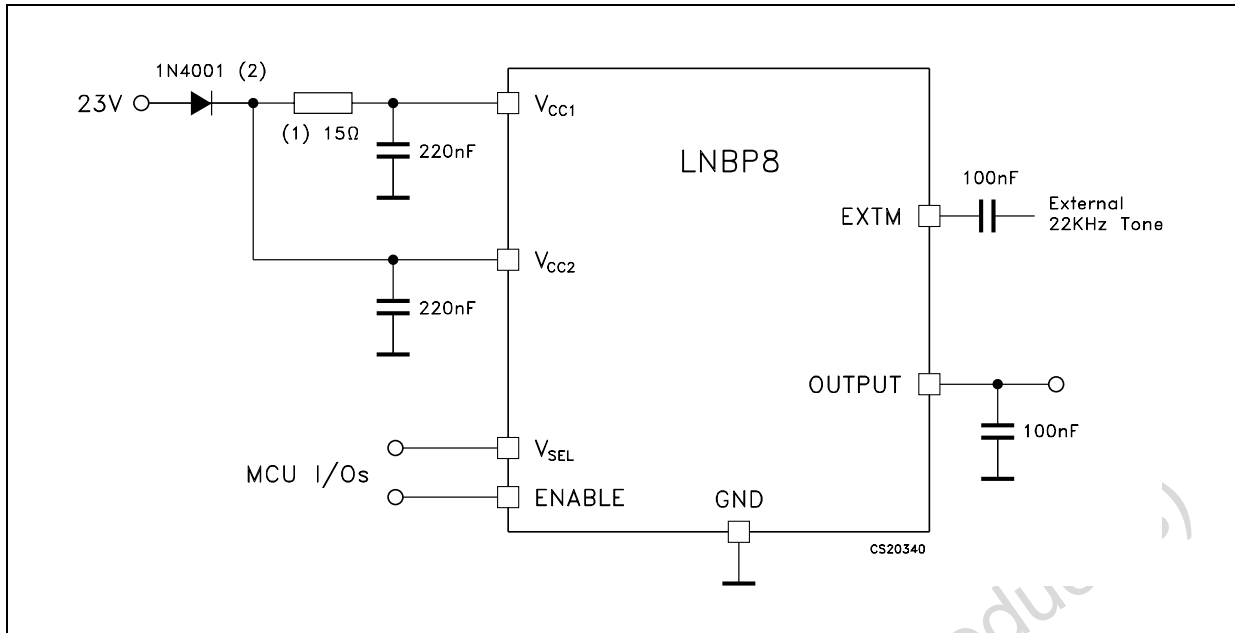 1N4001 (2)
23V
(1) 15Ω
V_CC1
220nF
LNBP8
100nF
EXTM
External
22KHz Tone
V_CC2
220nF
OUTPUT
100nF
V_SEL
MCU I/Os
ENABLE
GND
CS20340